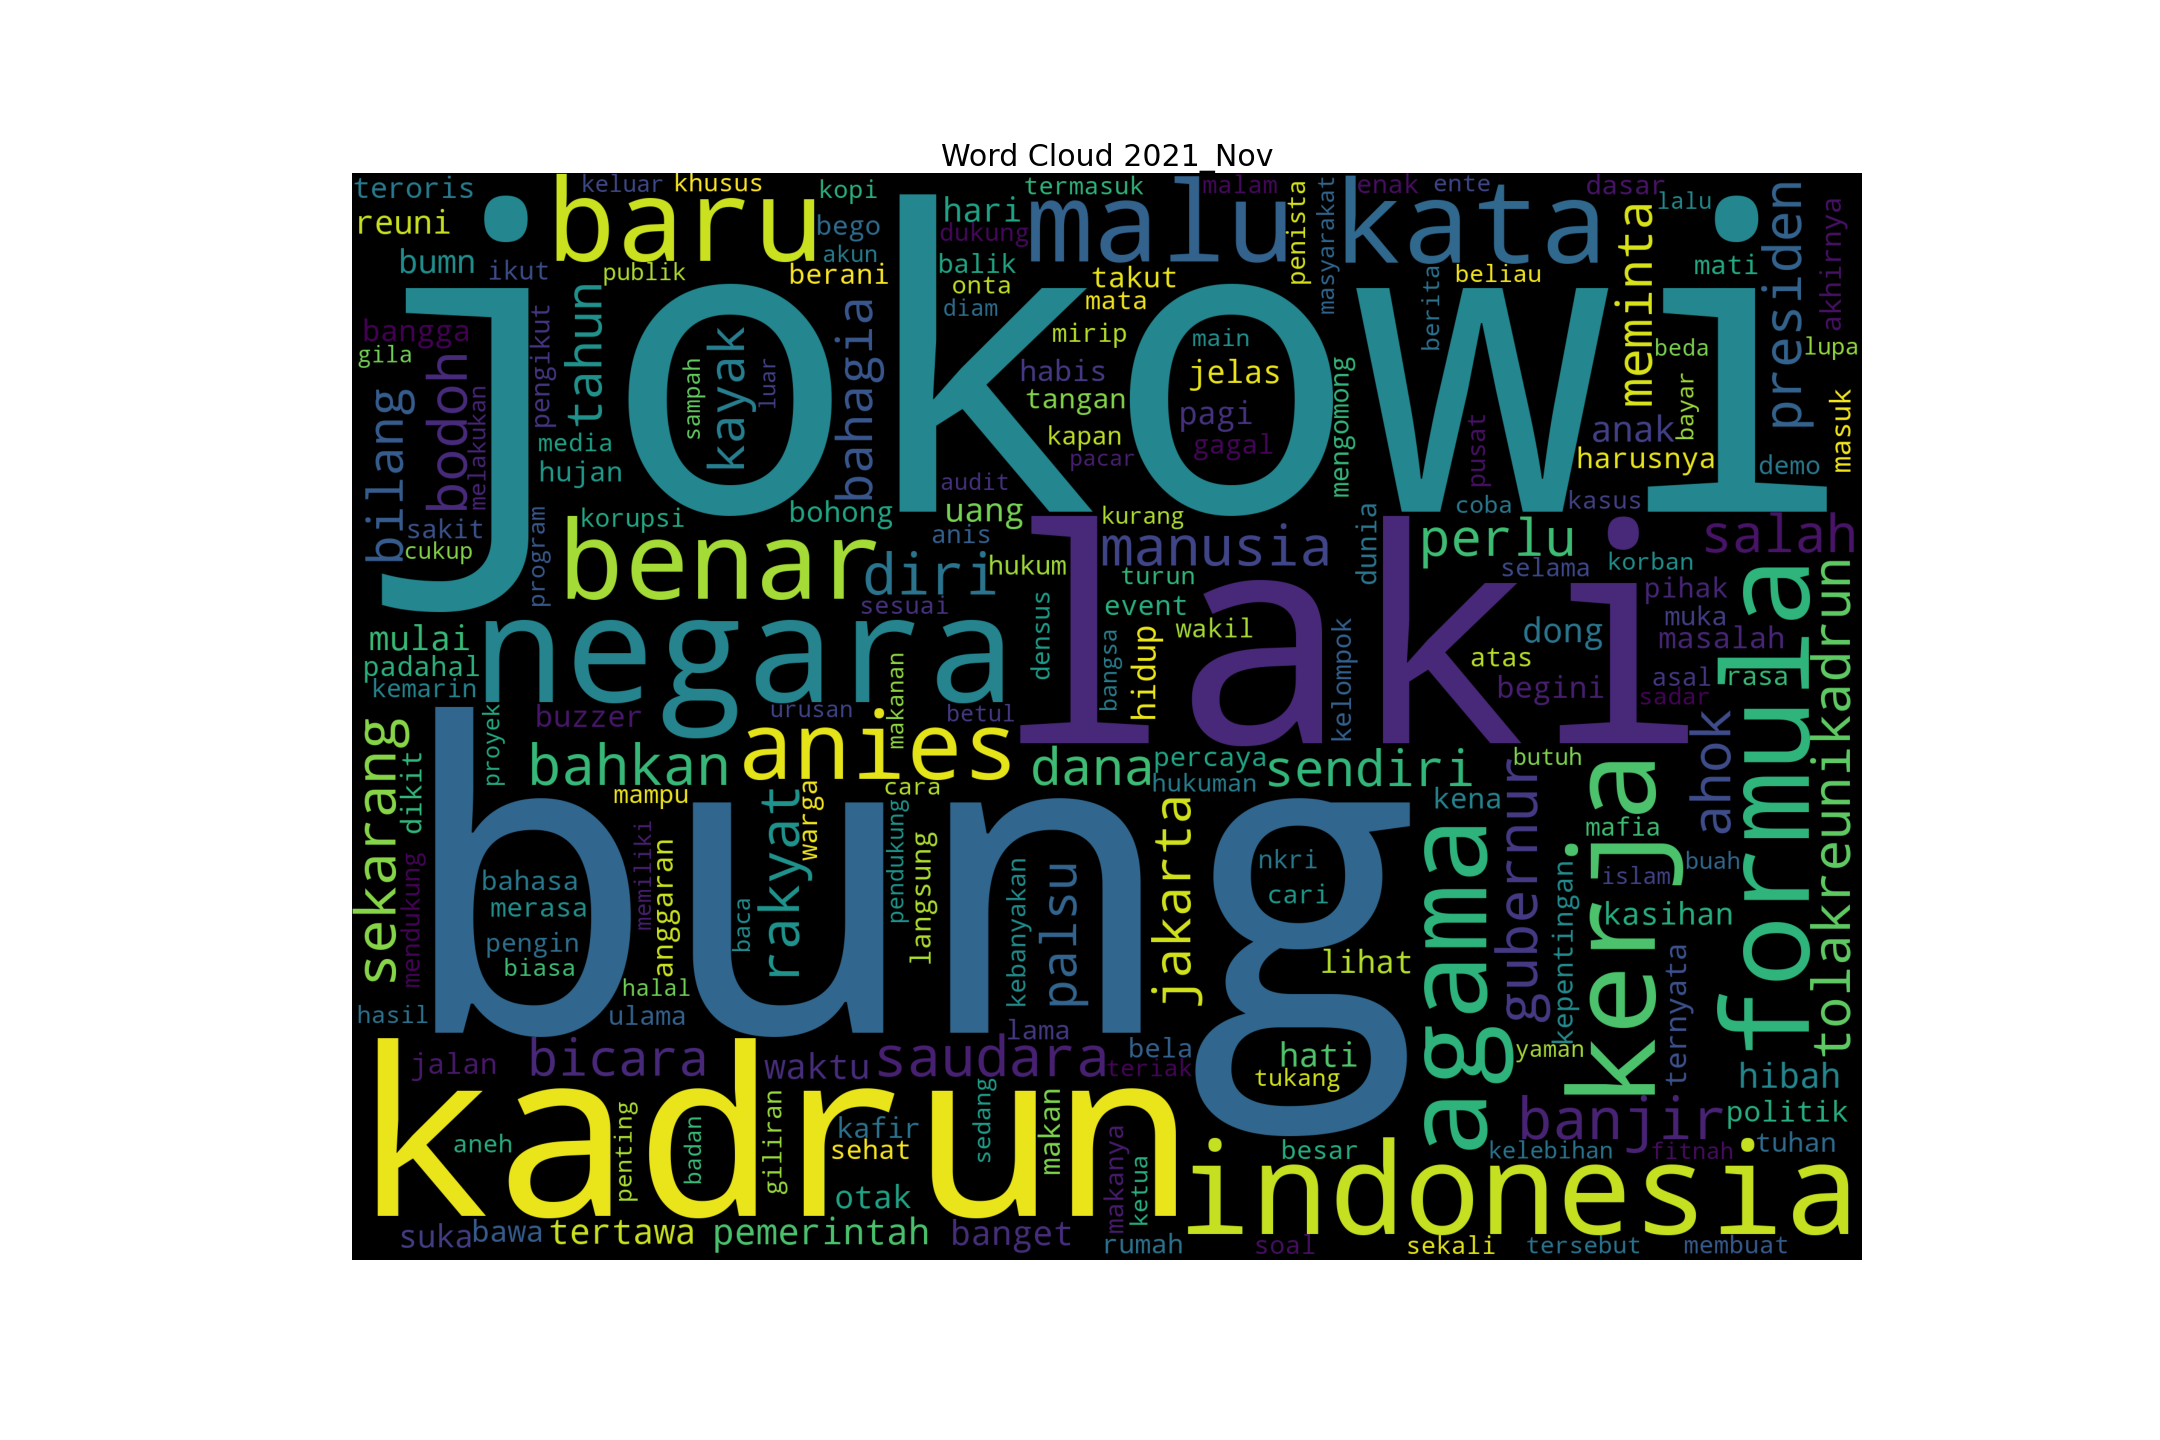 Word Cloud 2021_Nov
teroris
keluar
khusus
kopi
termasuk
malam
enak
ente
dasar
lalu
reuni
baru
bego
hari
dukung
malu
penista
masyarakat
kata
meminta
presiden
akhirnya
bumn
ikut
publik
berani
akun
balik
onta
diam
takut
mata
beliau
berita
mati
jokowi
bangga
gila
pengikut
tahun
kayak
sampah
luar
bahagia
mirip
main
beda
lupa
bodoh
melakukan
bilang
habis
jelas
tangan
pagi
mengomong
kapan
gagal
pacar
pusat
bayar
anak
harusnya
demo
masuk
media
hujan
audit
coba
kasus
sakit
cukup
program
korupsi
bohong
uang
kurang
anis
benar
diri
hukum
manusia
dunia
perlu
salah
selama
korban
turun
sesuai
event
densus
wakil
laki
pihak
muka
masalah
dong
formula
tolakreunikadrun
mulai
padahal
kemarin
negara
bangsa
hidup
kelompok
atas
begini
asal
rasa
sadar
buzzer
urusan
makanan
betul
proyek
sekarang
dikit
bahkan
anies
dana
percaya
hukuman
sendiri
butuh
gubernur
kerja
ahok
mampu
cara
warga
rakyat
pendukung
jakarta
kena
mafia
mendukung
memiliki
anggaran
langsung
bung
agama
nkri
cari
islam
buah
bahasa
merasa
pengin
biasa
baca
kebanyakan
palsu
lihat
kepentingan
kasihan
ternyata
halal
hasil
ulama
lama
jalan
bicara
waktu
saudara
bela
teriak
hati
tukang
yaman
hibah
kadrun
aneh
penting
badan
giliran
kafir
sehat
sedang
makan
makanya
ketua
besar
kelebihan
banjir
fitnah
politik
tuhan
indonesia
otak
suka
bawa
tertawa
pemerintah
banget
rumah
soal
sekali
tersebut
membuat